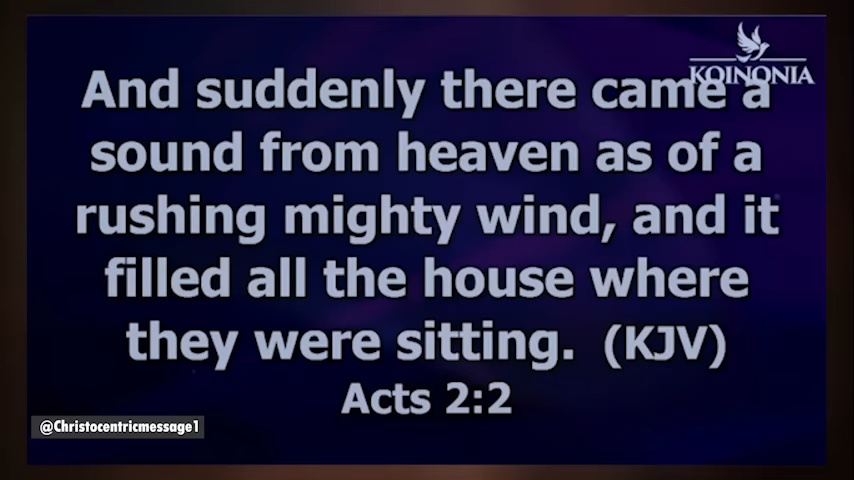 KOINONIA
And suddenly there came a
sound from heaven as of a
rushing mighty wind, and it
filled all the house where
they were sitting. (KJV)
Acts 2:2
@Christocentricmessage1